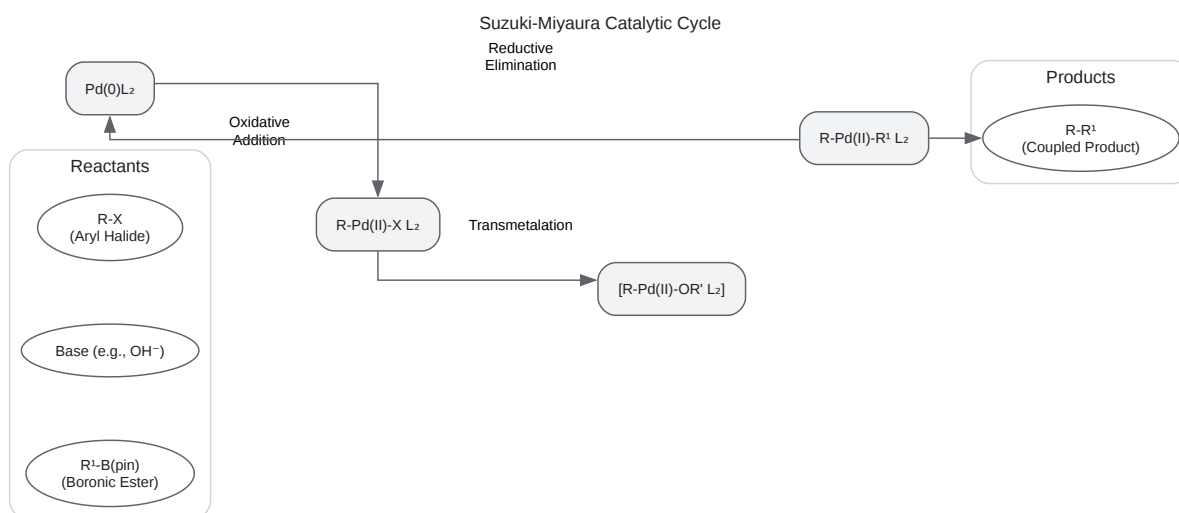 Suzuki-Miyaura Catalytic Cycle
Reductive
Elimination
Pd(0)L₂
Products
Oxidative
Addition
R-Pd(II)-R¹ L₂
R-R¹
(Coupled Product)
Reactants
R-X
(Aryl Halide)
R-Pd(II)-X L₂
Transmetalation
[R-Pd(II)-OR' L₂]
Base (e.g., OH⁻)
R¹-B(pin)
(Boronic Ester)